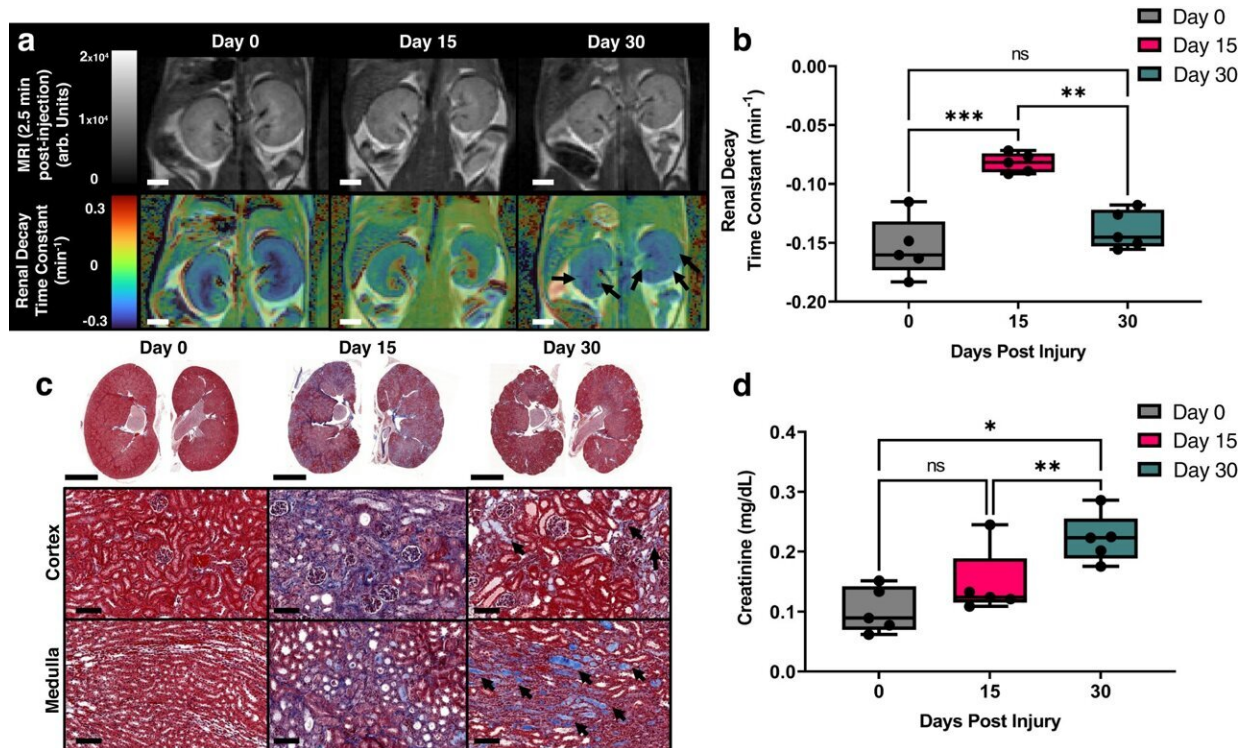 a
Day 0
Day 15
Day 30
MRI (2.5 min
post-injection)
(arb. Units)
2x10⁴
1x10⁴
0
Renal Decay
Time Constant
(min⁻¹)
0.3
0
-0.3
b
Day 0
Day 15
Day 30
Renal Decay
Time Constant (min⁻¹)
0.00
-0.05
-0.10
-0.15
-0.20
ns
***
**
0
15
30
Days Post Injury
c
Day 0
Day 15
Day 30
Cortex
Medulla
d
Day 0
Day 15
Day 30
Creatinine (mg/dL)
0.4
0.3
0.2
0.1
0.0
*
ns
**
0
15
30
Days Post Injury